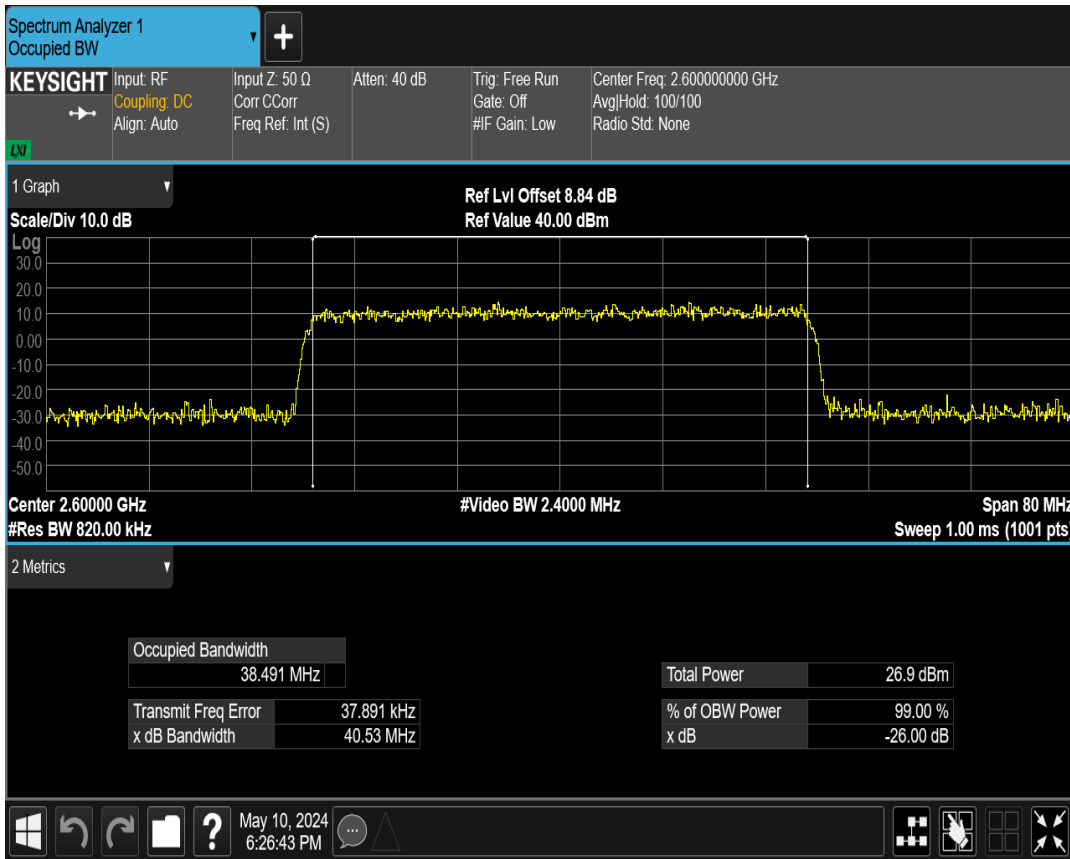 Spectrum Analyzer 1
Occupied BW
KEYSIGHT
LXI
Input: RF
Coupling: DC
Align: Auto
Input Z: 50 Ω
Corr CCorr
Freq Ref: Int (S)
Atten: 40 dB
Trig: Free Run
Gate: Off
#IF Gain: Low
Center Freq: 2.600000000 GHz
Avg|Hold: 100/100
Radio Std: None
1 Graph
Scale/Div 10.0 dB
Ref Lvl Offset 8.84 dB
Ref Value 40.00 dBm
Log
30.0
20.0
10.0
0.00
-10.0
-20.0
-30.0
-40.0
-50.0
Center 2.60000 GHz
#Video BW 2.4000 MHz
Span 80 MHz
#Res BW 820.00 kHz
Sweep 1.00 ms (1001 pts)
2 Metrics
Occupied Bandwidth
38.491 MHz
Total Power 26.9 dBm
Transmit Freq Error 37.891 kHz
% of OBW Power 99.00 %
x dB Bandwidth 40.53 MHz
x dB -26.00 dB
May 10, 2024
6:26:43 PM